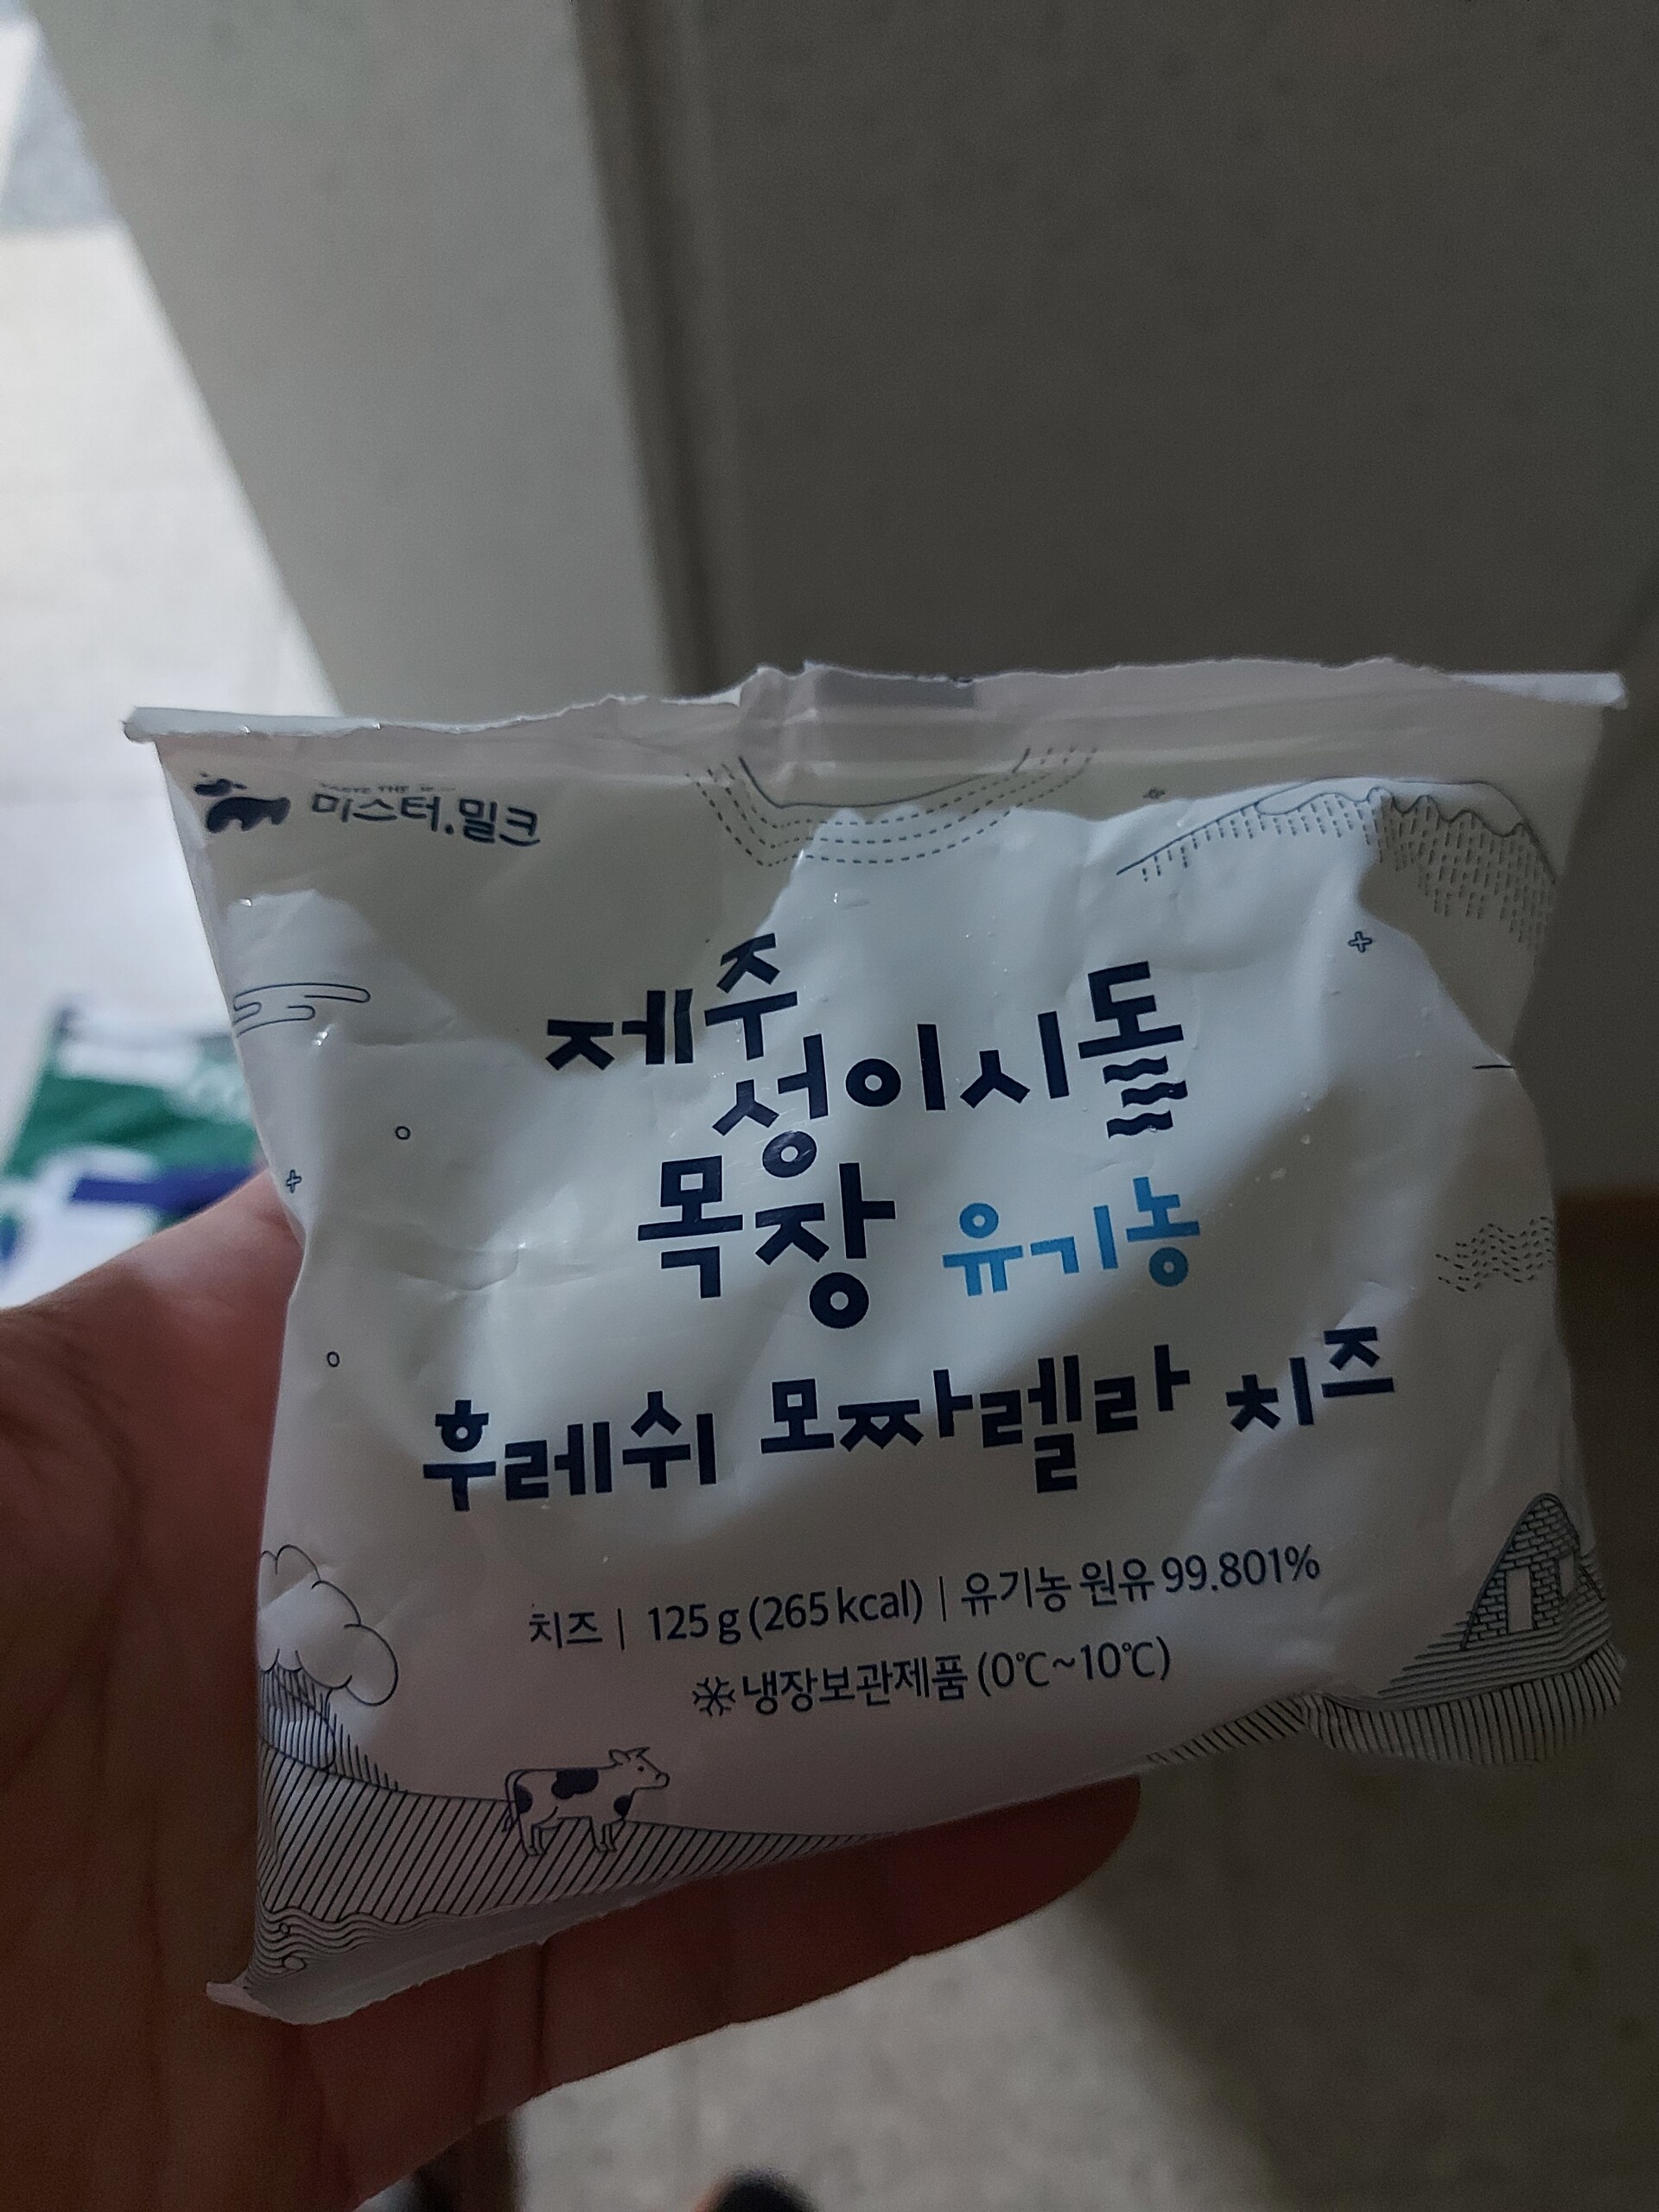 미스터.밀크
제주
성이시돌
목장 유기농
후레쉬 모짜렐라 치즈
치즈 | 125 g (265 kcal) | 유기농 원유 99.801%
냉장보관제품 (0℃~10℃)